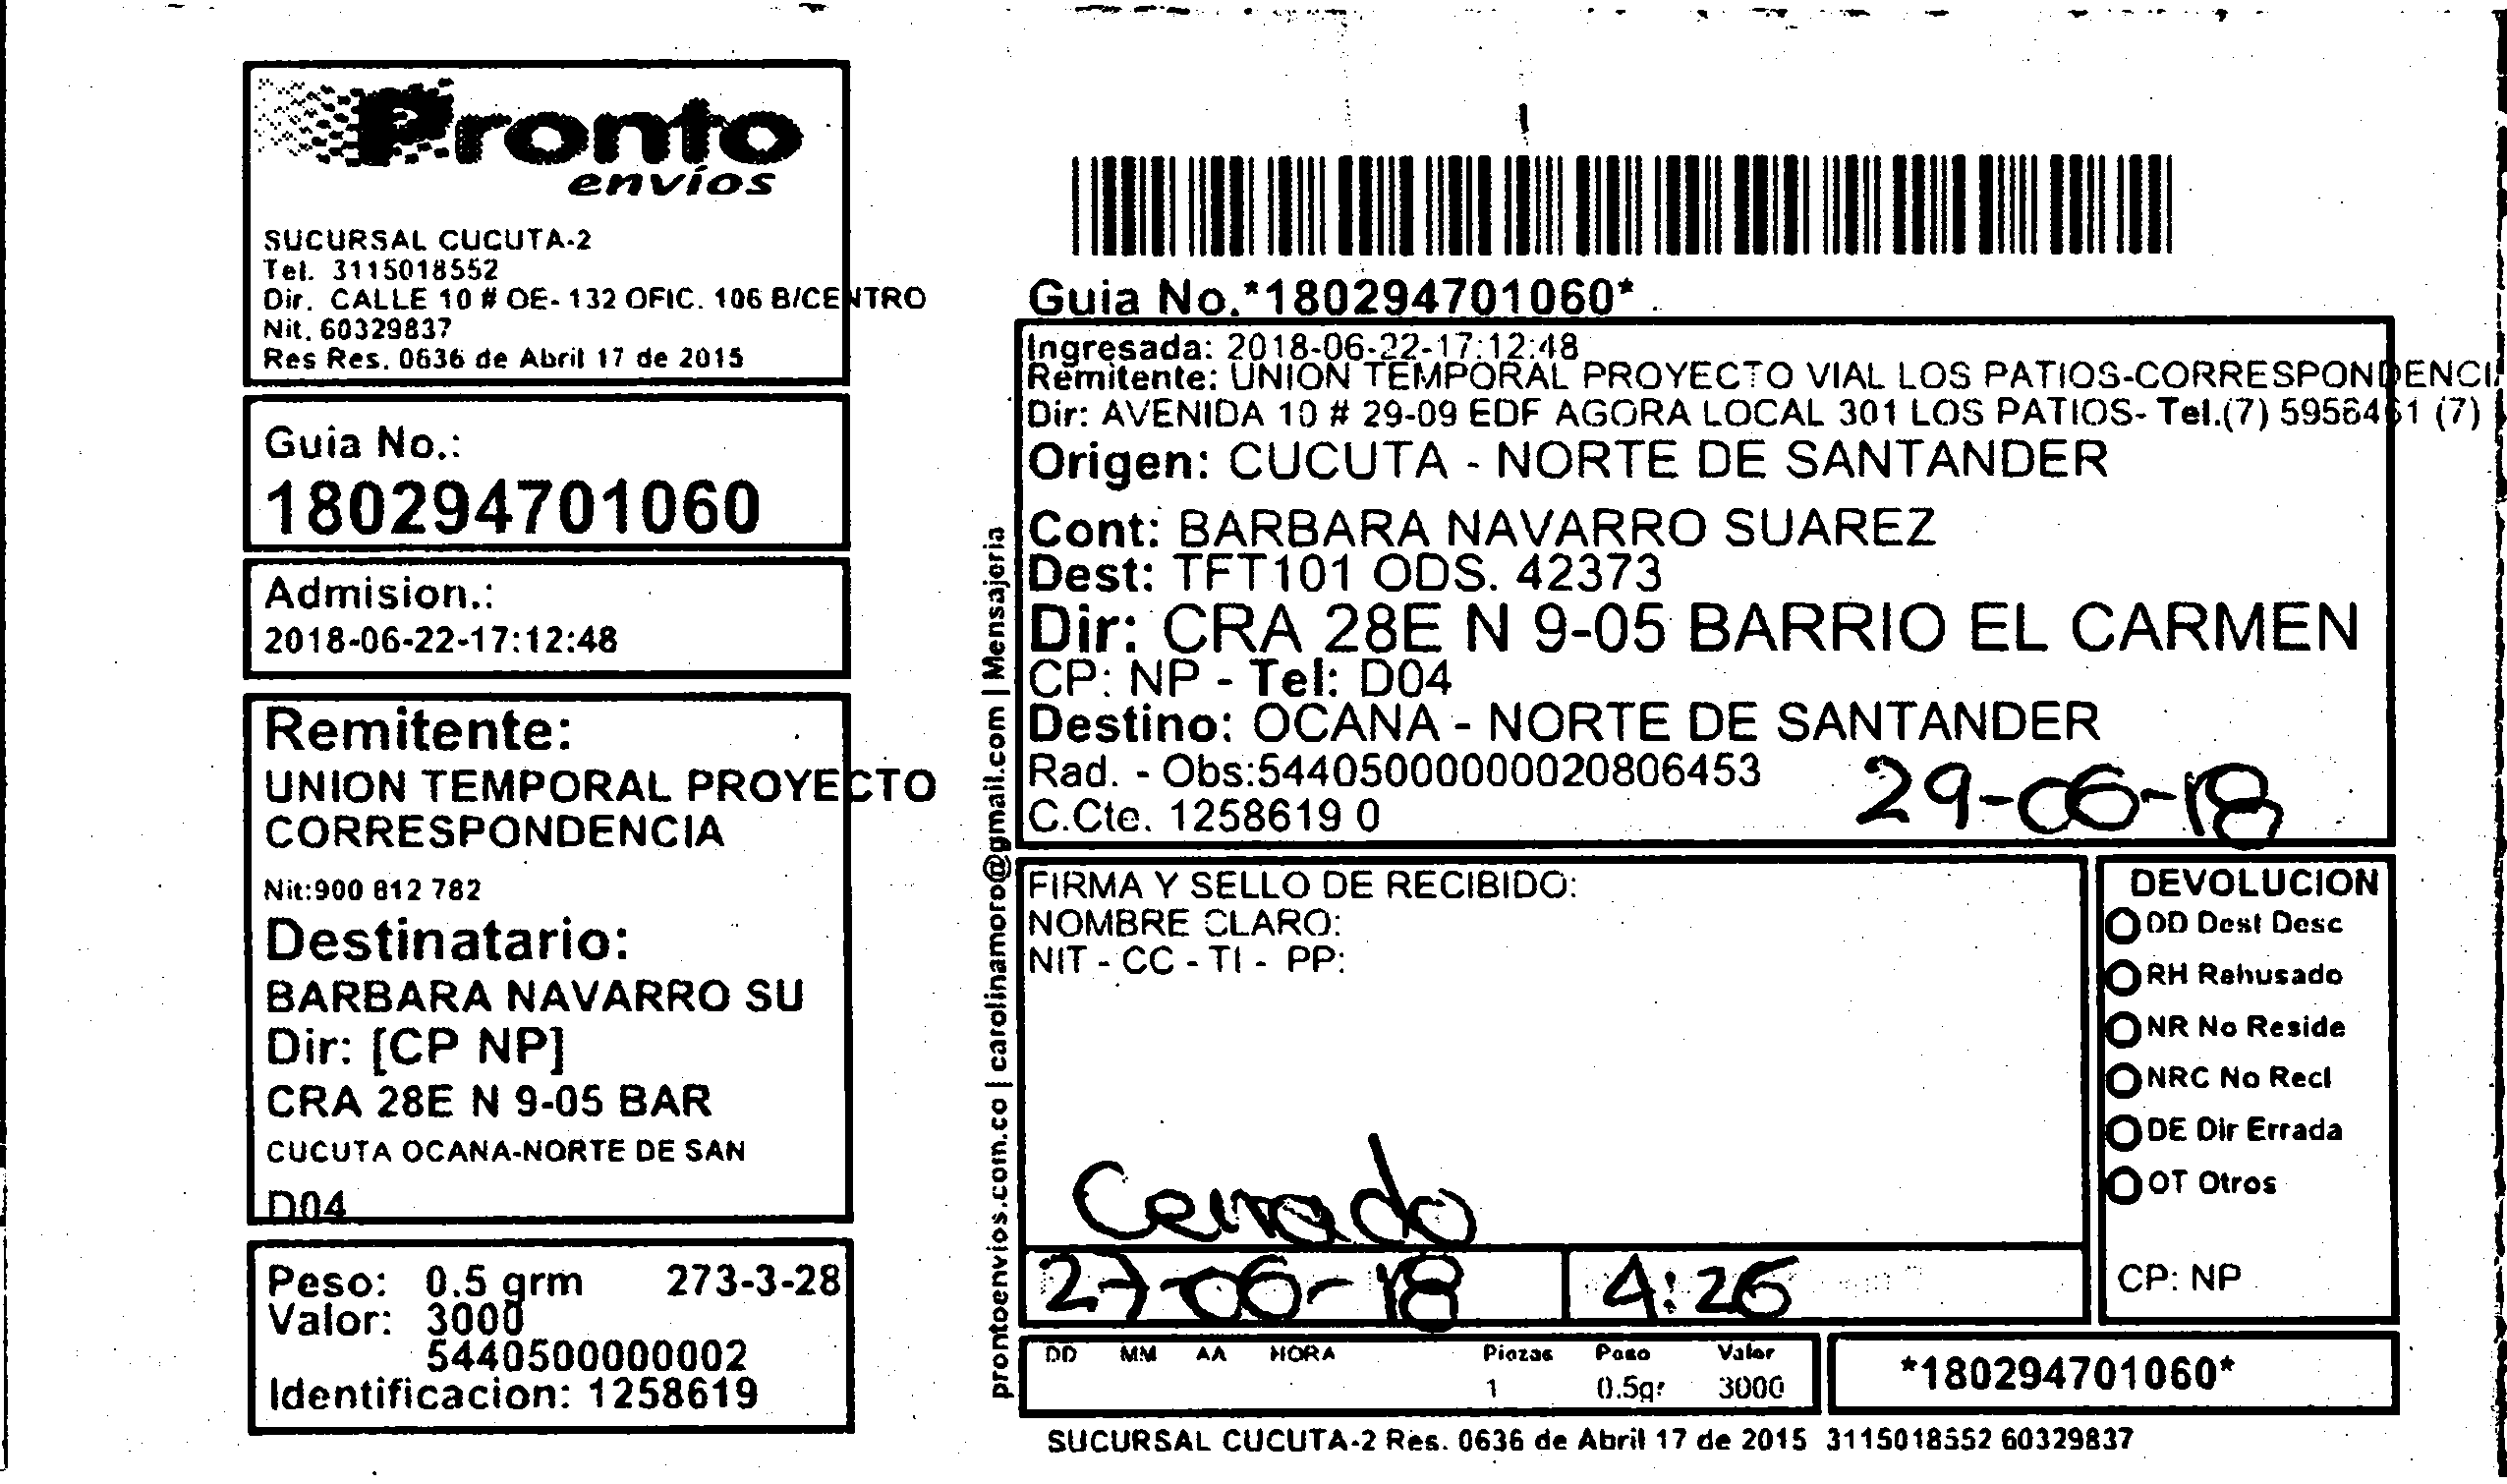 Pronto
envíos
SUCURSAL CUCUTA-2
Tel. 3115018552
Dir. CALLE 10 # OE- 132 OFIC. 106 B/CENTRO
Nit. 60329837
Res Res. 0636 de Abril 17 de 2015
Guia No.:
180294701060
Admision.:
2018-06-22-17:12:48
Remitente:
UNION TEMPORAL PROYECTO
CORRESPONDENCIA
Nit:900 812 782
Destinatario:
BARBARA NAVARRO SU
Dir: [CP NP]
CRA 28E N 9-05 BAR
CUCUTA OCANA-NORTE DE SAN
D04
Peso: 0.5 grm 273-3-28
Valor: 3000
5440500000002
Identificacion: 1258619
prontoenvios.com.co | carolinamoro@gmail.com | Mensajeria
Guia No.*180294701060*
Ingresada: 2018-06-22-17:12:48
Remitente: UNION TEMPORAL PROYECTO VIAL LOS PATIOS-CORRESPONDENCI
Dir: AVENIDA 10 # 29-09 EDF AGORA LOCAL 301 LOS PATIOS- Tel.(7) 5956461 (7)
Origen: CUCUTA - NORTE DE SANTANDER
Cont: BARBARA NAVARRO SUAREZ
Dest: TFT101 ODS. 42373
Dir: CRA 28E N 9-05 BARRIO EL CARMEN
CP: NP - Tel: D04
Destino: OCANA - NORTE DE SANTANDER
Rad. - Obs:54405000000020806453
C.Cte. 1258619 0
29-06-18
FIRMA Y SELLO DE RECIBIDO:
NOMBRE CLARO:
NIT - CC - TI - PP:
Cerrado
27-06-18 4:26
DD MM AA HORA Piezas Peso Valor
1 0.5gr 3000
DEVOLUCION
DD Dest Desc
RH Rehusado
NR No Reside
NRC No Recl
DE Dir Errada
OT Otros
CP: NP
*180294701060*
SUCURSAL CUCUTA-2 Res. 0636 de Abril 17 de 2015 3115018552 60329837